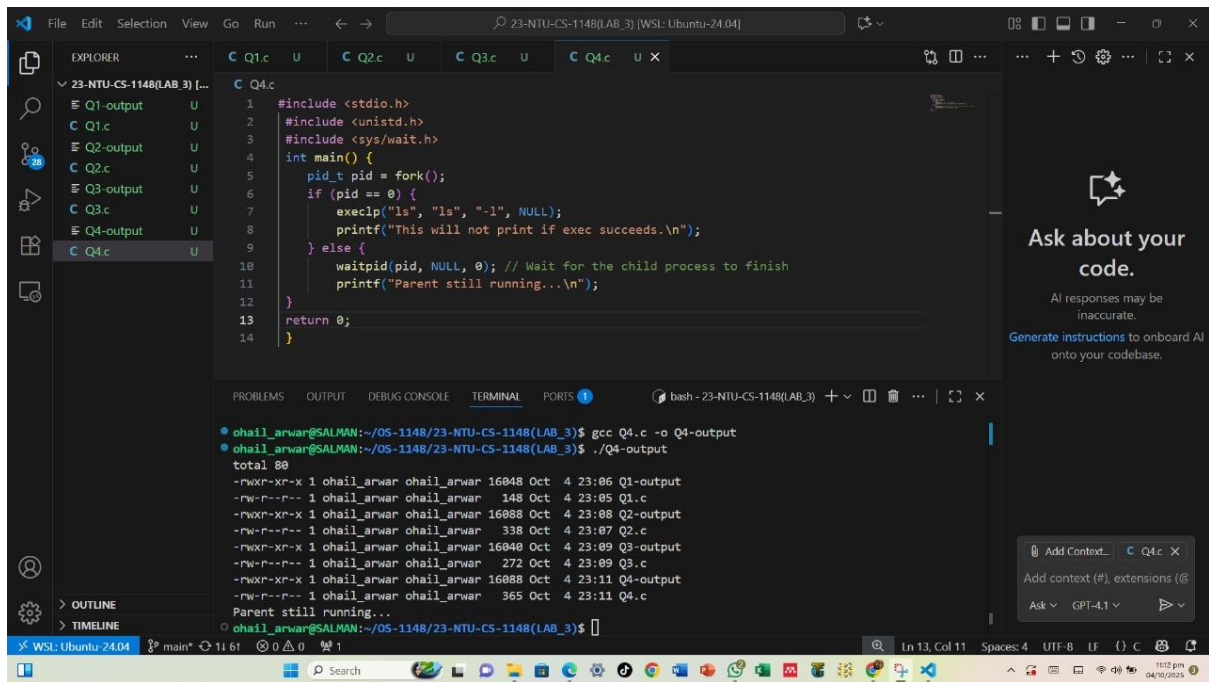 File Edit Selection View Go Run ··· 23-NTU-CS-1148(LAB_3) [WSL: Ubuntu-24.04]
EXPLORER
23-NTU-CS-1148(LAB_3) [...
Q1-output U
C Q1.c U
Q2-output U
C Q2.c U
Q3-output U
C Q3.c U
Q4-output U
C Q4.c U
28
OUTLINE
TIMELINE
C Q1.c U C Q2.c U C Q3.c U C Q4.c U
C Q4.c
1 #include <stdio.h>
2 #include <unistd.h>
3 #include <sys/wait.h>
4 int main() {
5 pid_t pid = fork();
6 if (pid == 0) {
7 execlp("ls", "ls", "-l", NULL);
8 printf("This will not print if exec succeeds.\n");
9 } else {
10 waitpid(pid, NULL, 0); // Wait for the child process to finish
11 printf("Parent still running...\n");
12 }
13 return 0;
14 }
PROBLEMS OUTPUT DEBUG CONSOLE TERMINAL PORTS 1 bash - 23-NTU-CS-1148(LAB_3)
ohail_arwar@SALMAN:~/OS-1148/23-NTU-CS-1148(LAB_3)$ gcc Q4.c -o Q4-output
ohail_arwar@SALMAN:~/OS-1148/23-NTU-CS-1148(LAB_3)$ ./Q4-output
total 80
-rwxr-xr-x 1 ohail_arwar ohail_arwar 16048 Oct 4 23:06 Q1-output
-rw-r--r-- 1 ohail_arwar ohail_arwar 148 Oct 4 23:05 Q1.c
-rwxr-xr-x 1 ohail_arwar ohail_arwar 16088 Oct 4 23:08 Q2-output
-rw-r--r-- 1 ohail_arwar ohail_arwar 338 Oct 4 23:07 Q2.c
-rwxr-xr-x 1 ohail_arwar ohail_arwar 16040 Oct 4 23:09 Q3-output
-rw-r--r-- 1 ohail_arwar ohail_arwar 272 Oct 4 23:09 Q3.c
-rwxr-xr-x 1 ohail_arwar ohail_arwar 16088 Oct 4 23:11 Q4-output
-rw-r--r-- 1 ohail_arwar ohail_arwar 365 Oct 4 23:11 Q4.c
Parent still running...
ohail_arwar@SALMAN:~/OS-1148/23-NTU-CS-1148(LAB_3)$
Ask about your
code.
AI responses may be
inaccurate.
Generate instructions to onboard AI
onto your codebase.
Add Context... C Q4.c
Add context (#), extensions (@
Ask GPT-4.1
WSL: Ubuntu-24.04 main* 1↓ 6↑ 0 0 1 Ln 13, Col 11 Spaces: 4 UTF-8 LF {} C
Search
11:12 pm
04/10/2025